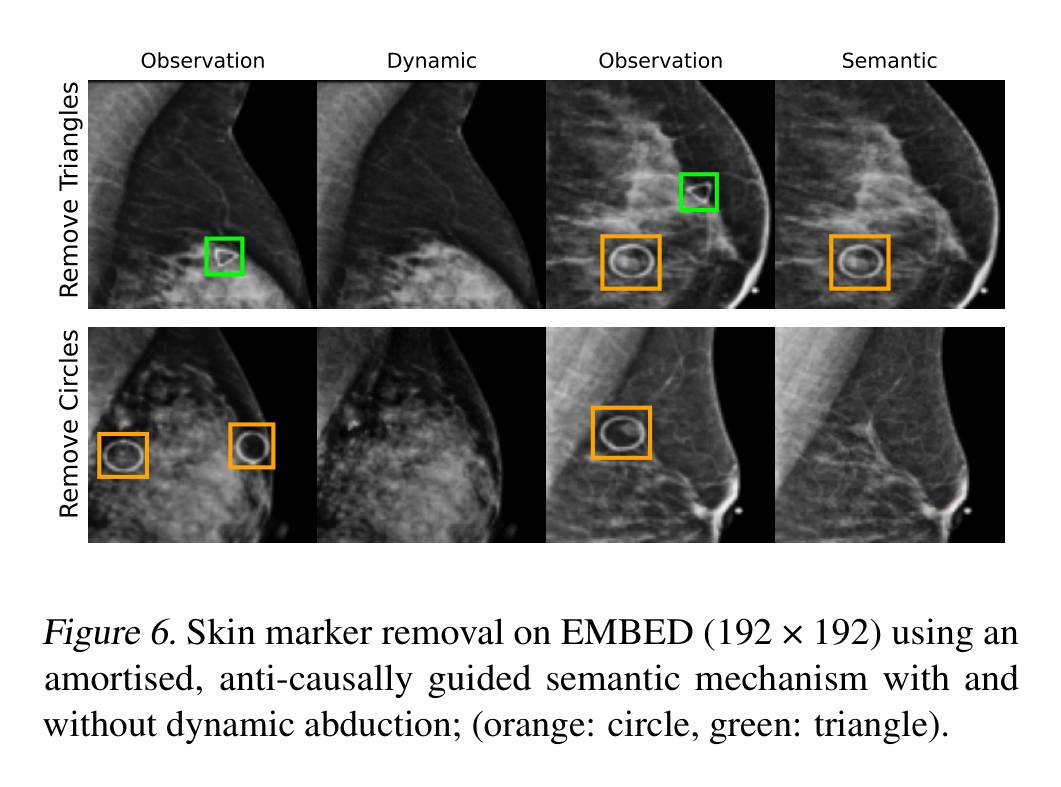 Observation Dynamic Observation Semantic
Remove Triangles
Remove Circles
Figure 6. Skin marker removal on EMBED (192 × 192) using an
amortised, anti-causally guided semantic mechanism with and
without dynamic abduction; (orange: circle, green: triangle).